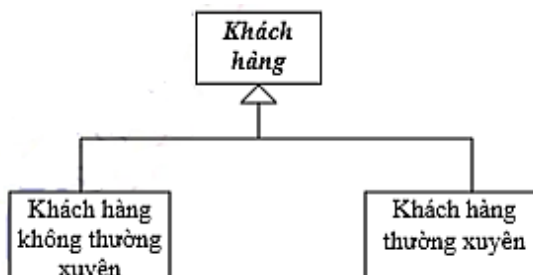 Khách
hàng
Khách hàng
không thường
xuyên
Khách hàng
thường xuyên